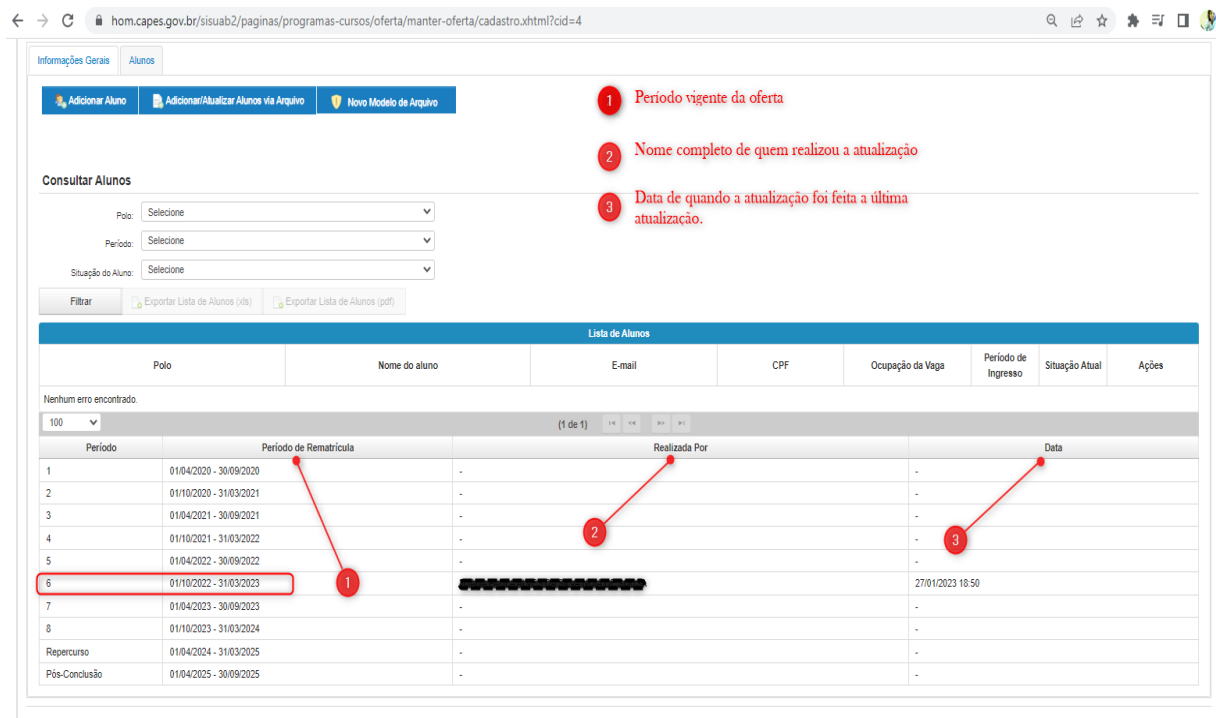 hom.capes.gov.br/sisuab2/paginas/programas-cursos/oferta/manter-oferta/cadastro.xhtml?cid=4
Informações Gerais Alunos
Adicionar Aluno Adicionar/Atualizar Alunos via Arquivo Novo Modelo de Arquivo
1 Período vigente da oferta
2 Nome completo de quem realizou a atualização
3 Data de quando a atualização foi feita a última
atualização.
Consultar Alunos
Polo: Selecione
Período: Selecione
Situação do Aluno: Selecione
Filtrar Exportar Lista de Alunos (xls) Exportar Lista de Alunos (pdf)
Lista de Alunos
Polo Nome do aluno E-mail CPF Ocupação da Vaga Período de Ingresso Situação Atual Ações
Nenhum erro encontrado.
100 (1 de 1)
Período Período de Rematrícula Realizada Por Data
1 01/04/2020 - 30/09/2020 - -
2 01/10/2020 - 31/03/2021 - -
3 01/04/2021 - 30/09/2021 - -
4 01/10/2021 - 31/03/2022 - -
2
3
5 01/04/2022 - 30/09/2022 - -
6 01/10/2022 - 31/03/2023 1 27/01/2023 18:50
7 01/04/2023 - 30/09/2023 - -
8 01/10/2023 - 31/03/2024 - -
Repercurso 01/04/2024 - 31/03/2025 - -
Pós-Conclusão 01/04/2025 - 30/09/2025 - -